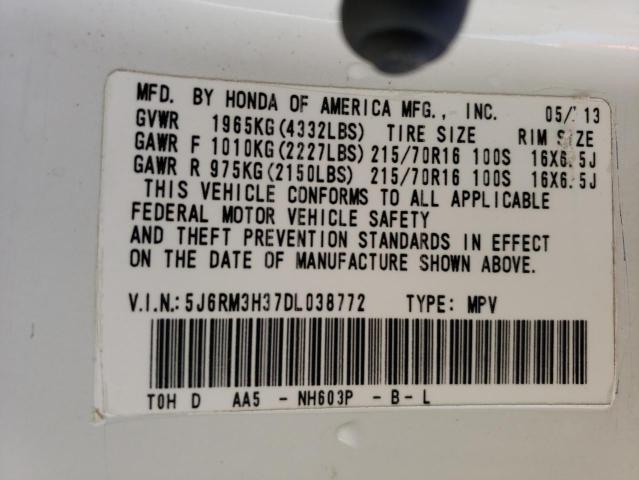 MFD. BY HONDA OF AMERICA MFG., INC. 05/13
GVWR 1965KG(4332LBS) TIRE SIZE RIM SIZE
GAWR F 1010KG(2227LBS) 215/70R16 100S 16X6.5J
GAWR R 975KG(2150LBS) 215/70R16 100S 16X6.5J
THIS VEHICLE CONFORMS TO ALL APPLICABLE
FEDERAL MOTOR VEHICLE SAFETY
AND THEFT PREVENTION STANDARDS IN EFFECT
ON THE DATE OF MANUFACTURE SHOWN ABOVE.
V.I.N.:5J6RM3H37DL038772 TYPE: MPV
T0H D AA5 - NH603P - B - L